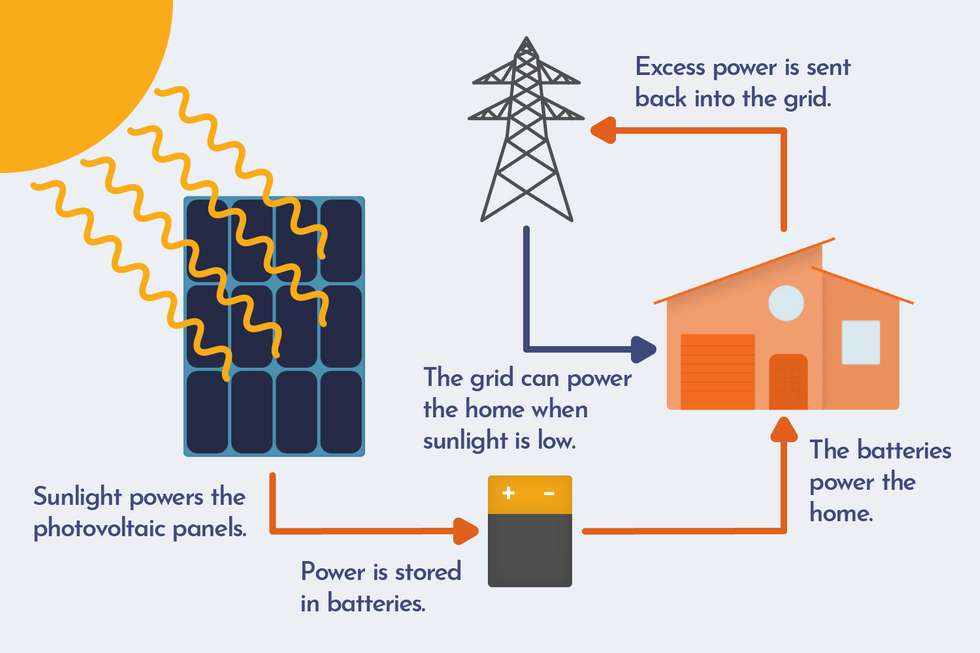 Excess power is sent
back into the grid.
The grid can power
the home when
sunlight is low.
The batteries
power the
home.
Sunlight powers the
photovoltaic panels.
+ −
Power is stored
in batteries.